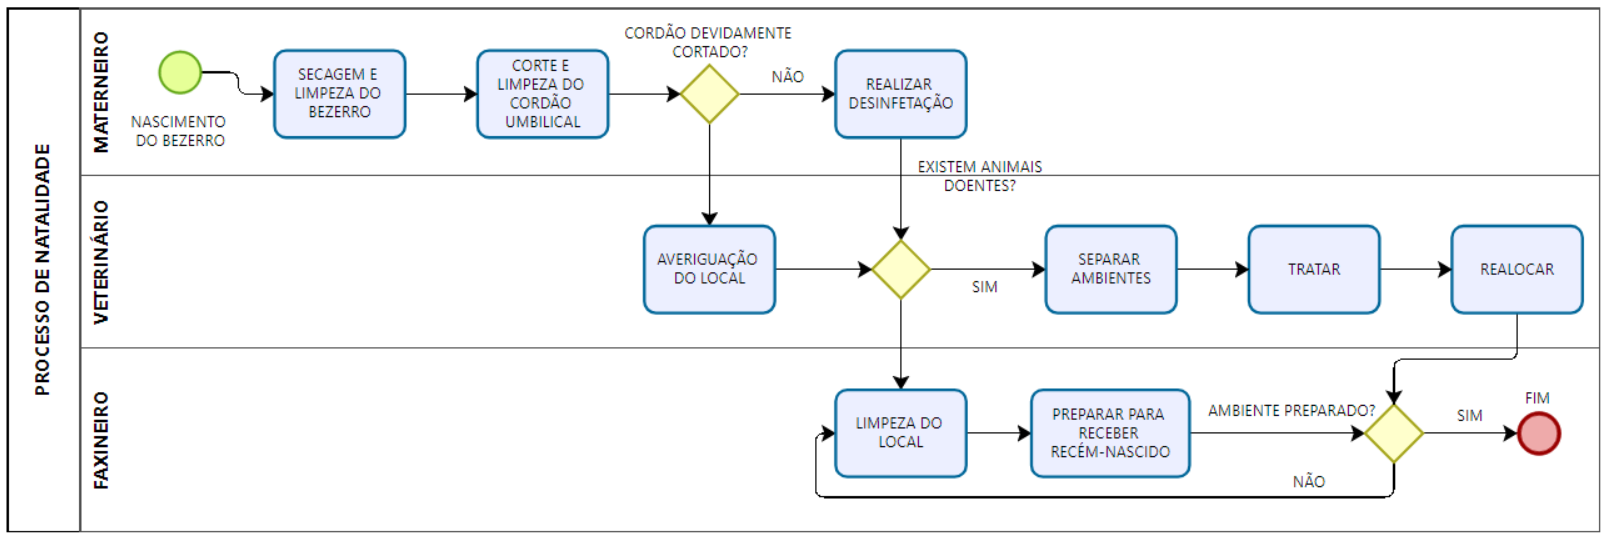 PROCESSO DE NATALIDADE
MATERNEIRO
NASCIMENTO
DO BEZERRO
SECAGEM E
LIMPEZA DO
BEZERRO
CORTE E
LIMPEZA DO
CORDÃO
UMBILICAL
CORDÃO DEVIDAMENTE
CORTADO?
NÃO
REALIZAR
DESINFETAÇÃO
VETERINÁRIO
AVERIGUAÇÃO
DO LOCAL
EXISTEM ANIMAIS
DOENTES?
SIM
SEPARAR
AMBIENTES
TRATAR
REALOCAR
FAXINEIRO
LIMPEZA DO
LOCAL
PREPARAR PARA
RECEBER
RECÉM-NASCIDO
AMBIENTE PREPARADO?
NÃO
SIM
FIM